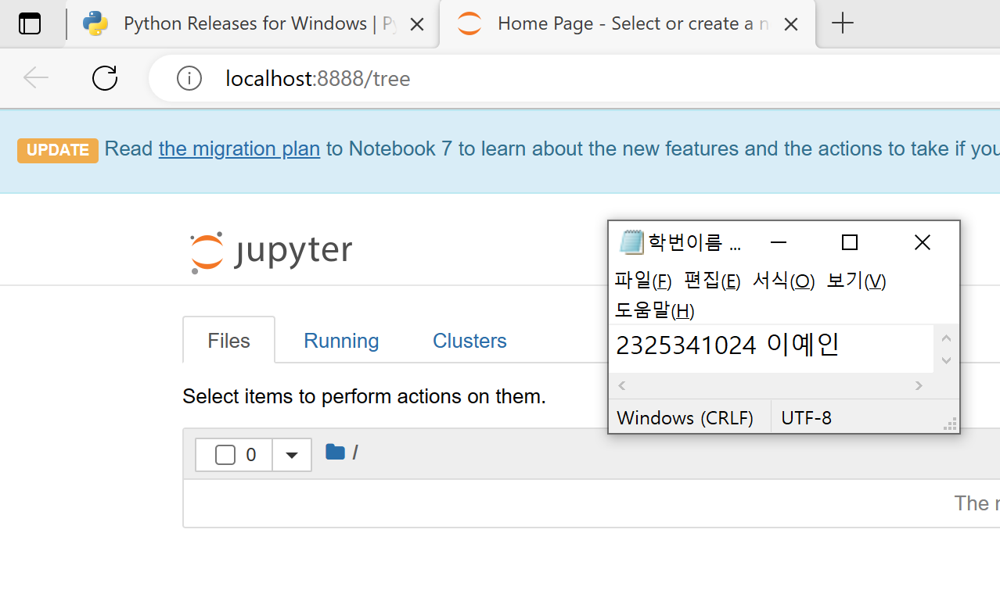 Python Releases for Windows | Py
Home Page - Select or create a n
localhost:8888/tree
UPDATE Read the migration plan to Notebook 7 to learn about the new features and the actions to take if you
jupyter
학번이름 ...
파일(F) 편집(E) 서식(O) 보기(V)
도움말(H)
2325341024 이예인
Windows (CRLF) UTF-8
Files Running Clusters
Select items to perform actions on them.
0 /
The